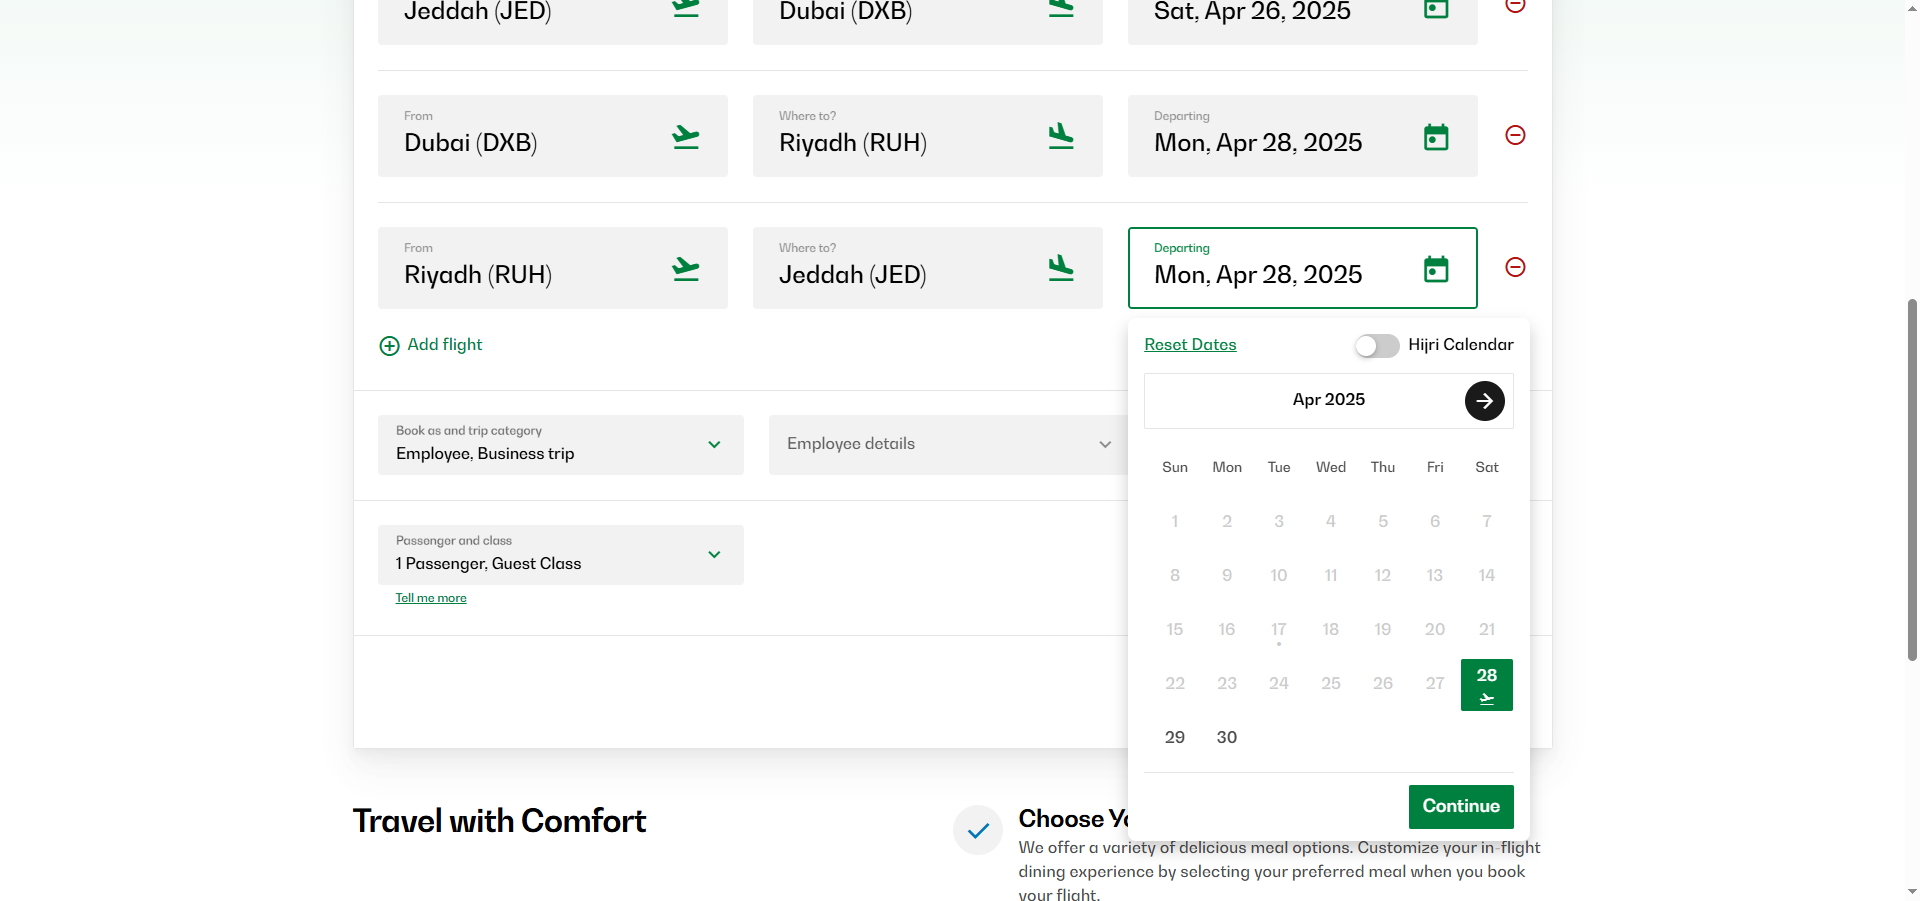 Jeddah (JED)
Dubai (DXB)
Sat, Apr 26, 2025
From
Dubai (DXB)
Where to?
Riyadh (RUH)
Departing
Mon, Apr 28, 2025
From
Riyadh (RUH)
Where to?
Jeddah (JED)
Departing
Mon, Apr 28, 2025
Add flight
Reset Dates
Hijri Calendar
Apr 2025
Sun Mon Tue Wed Thu Fri Sat
1 2 3 4 5 6 7
8 9 10 11 12 13 14
15 16 17 18 19 20 21
22 23 24 25 26 27 28
29 30
Continue
Book as and trip category
Employee, Business trip
Employee details
Passenger and class
1 Passenger, Guest Class
Tell me more
Travel with Comfort
Choose
We offer a variety of delicious meal options. Customize your in-flight
dining experience by selecting your preferred meal when you book
your flight.